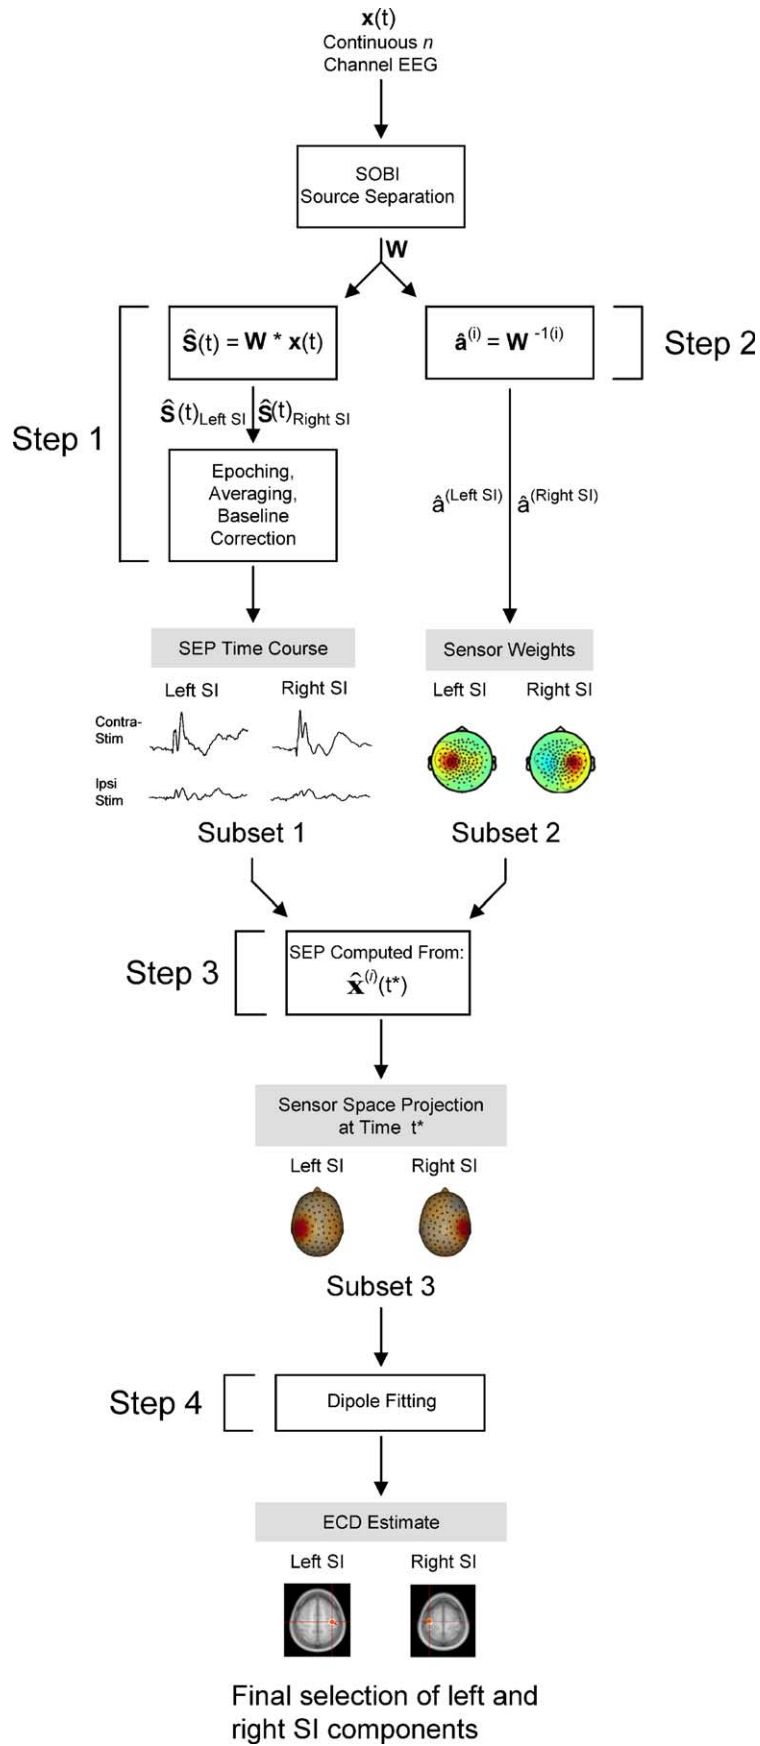 x(t)
Continuous n
Channel EEG
SOBI
Source Separation
W
Ŝ(t) = W * x(t)
â(i) = W -1(i)
Step 2
Step 1
Ŝ(t)Left SI Ŝ(t)Right SI
Epoching,
Averaging,
Baseline
Correction
â(Left SI) â(Right SI)
SEP Time Course
Sensor Weights
Left SI Right SI
Left SI Right SI
Contra-
Stim
Ipsi
Stim
Subset 1
Subset 2
Step 3
SEP Computed From:
x̂(i)(t*)
Sensor Space Projection
at Time t*
Left SI Right SI
Subset 3
Step 4
Dipole Fitting
ECD Estimate
Left SI Right SI
Final selection of left and
right SI components